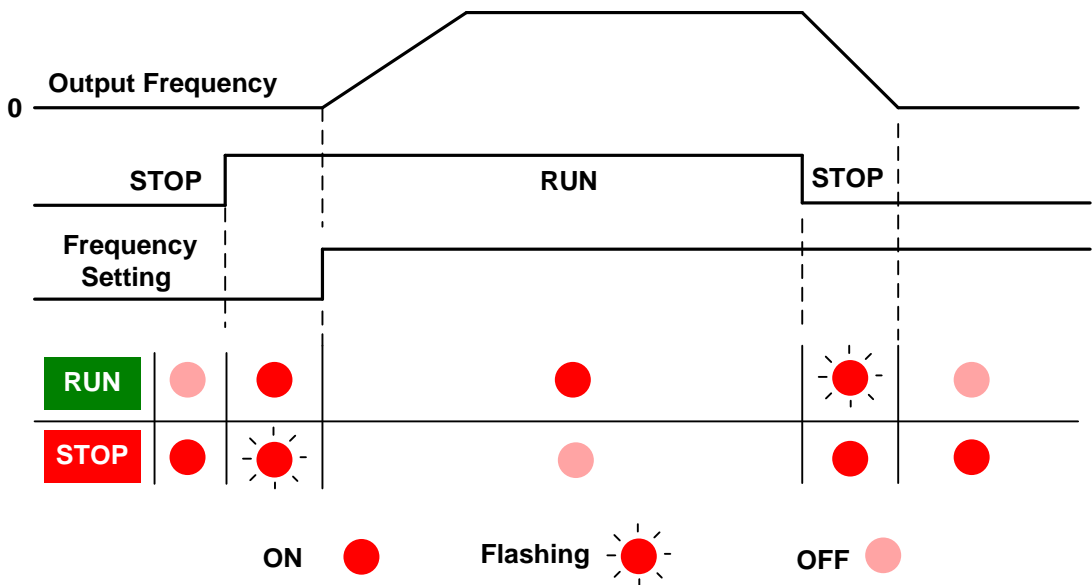 Output Frequency
0
STOP
RUN
STOP
Frequency
Setting
RUN
STOP
ON
Flashing
OFF